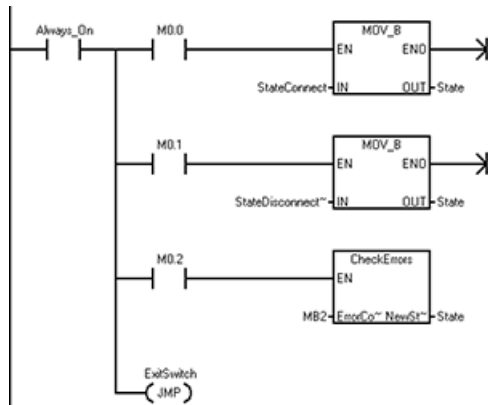 Always_On
M0.0
MOV_B
EN ENO
StateConnect IN OUT State
M0.1
MOV_B
EN ENO
StateDisconnect~ IN OUT State
M0.2
CheckErrors
EN
MB2 ErrorCo~ NewSt~ State
ExitSwitch
JMP